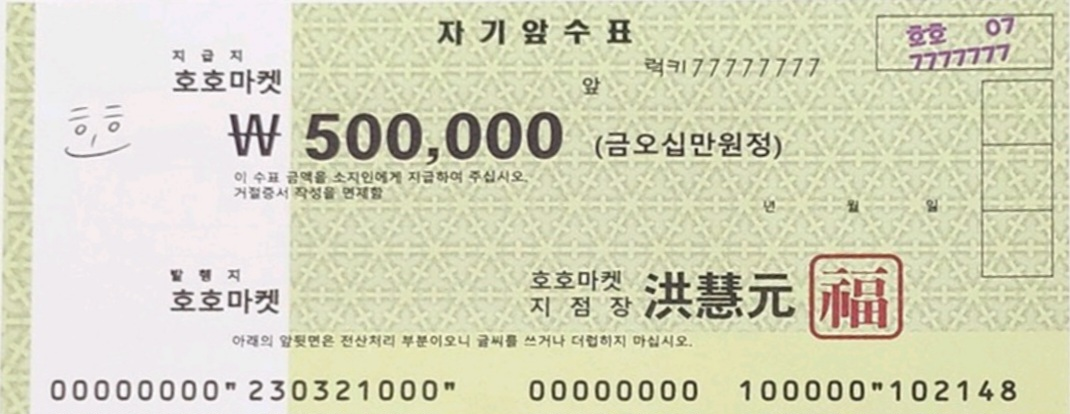 자기앞수표
호호 07
7777777
지급지
호호마켓
럭키77777777
앞
₩ 500,000 (금오십만원정)
이 수표 금액을 소지인에게 지급하여 주십시오.
거절증서 작성을 면제함
년 월 일
발행지
호호마켓
호호마켓
지점장 洪慧元 福
아래의 앞뒷면은 전산처리 부분이오니 글씨를 쓰거나 더럽히지 마십시오.
00000000"230321000" 00000000 100000"102148